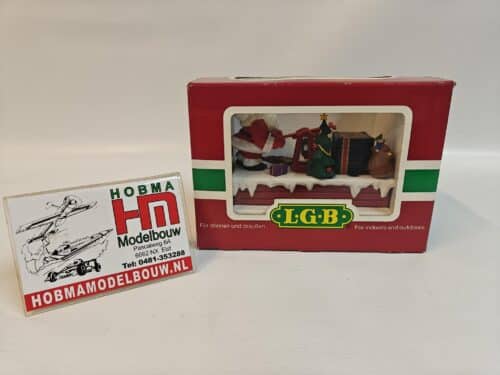 HOBMA
HM
Modelbouw
Pascalweg 6A
6662 NX Elst
Tel: 0481-353288
HOBMAMODELBOUW.NL
L·G·B
Für drinnen und draußen.
For indoors and outdoors.